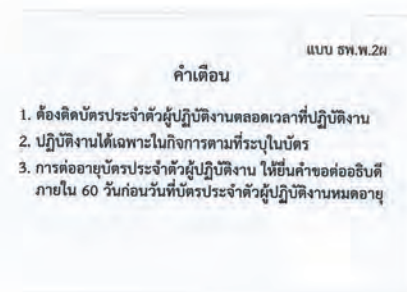 แบบ ธพ.พ.2ผ
คำเตือน
1. ต้องติดบัตรประจำตัวผู้ปฏิบัติงานตลอดเวลาที่ปฏิบัติงาน
2. ปฏิบัติงานได้เฉพาะในกิจการตามที่ระบุในบัตร
3. การต่ออายุบัตรประจำตัวผู้ปฏิบัติงาน ให้ยื่นคำขอต่ออธิบดี
ภายใน 60 วันก่อนวันที่บัตรประจำตัวผู้ปฏิบัติงานหมดอายุ